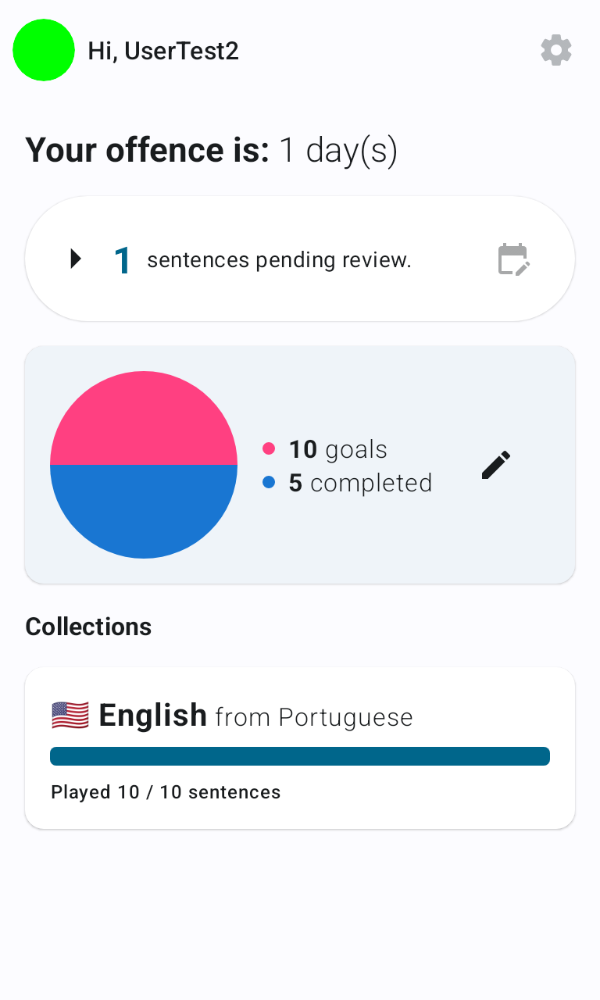 Hi, UserTest2
Your offence is: 1 day(s)
1 sentences pending review.
10 goals
5 completed
Collections
English from Portuguese
Played 10 / 10 sentences